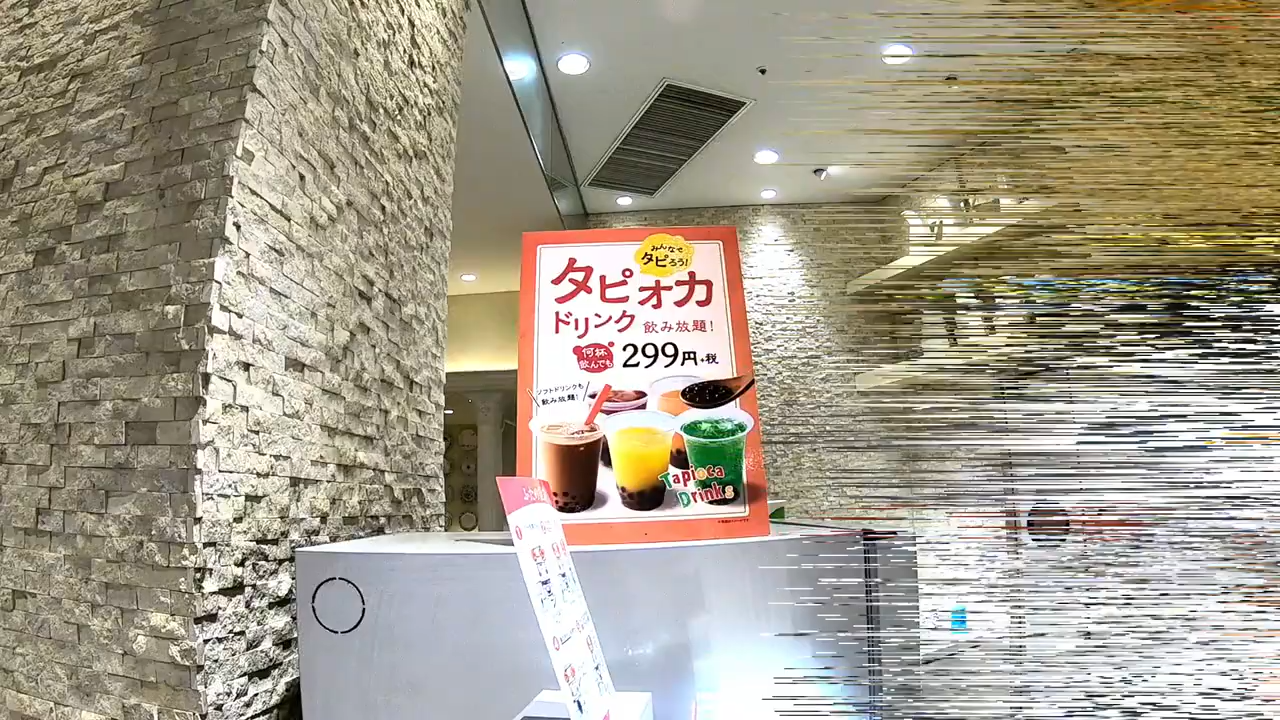 みんなで
タピろう!
タピオカ
ドリンク 飲み放題!
何杯
飲んでも
299円+税
ソフトドリンクも
飲み放題!
Tapioca
Drinks